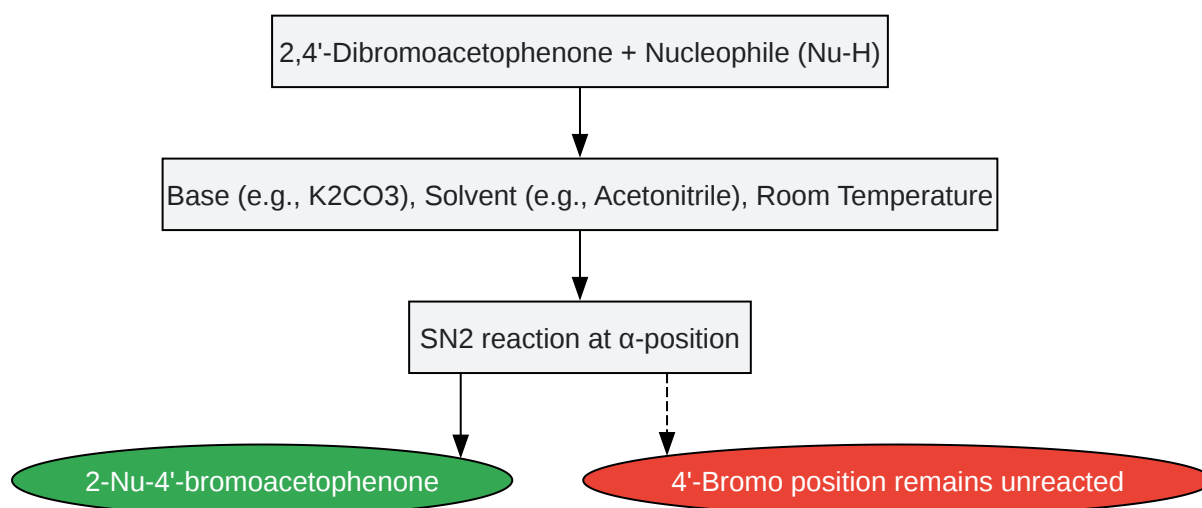 2,4'-Dibromoacetophenone + Nucleophile (Nu-H)
Base (e.g., K2CO3), Solvent (e.g., Acetonitrile), Room Temperature
SN2 reaction at α-position
2-Nu-4'-bromoacetophenone
4'-Bromo position remains unreacted